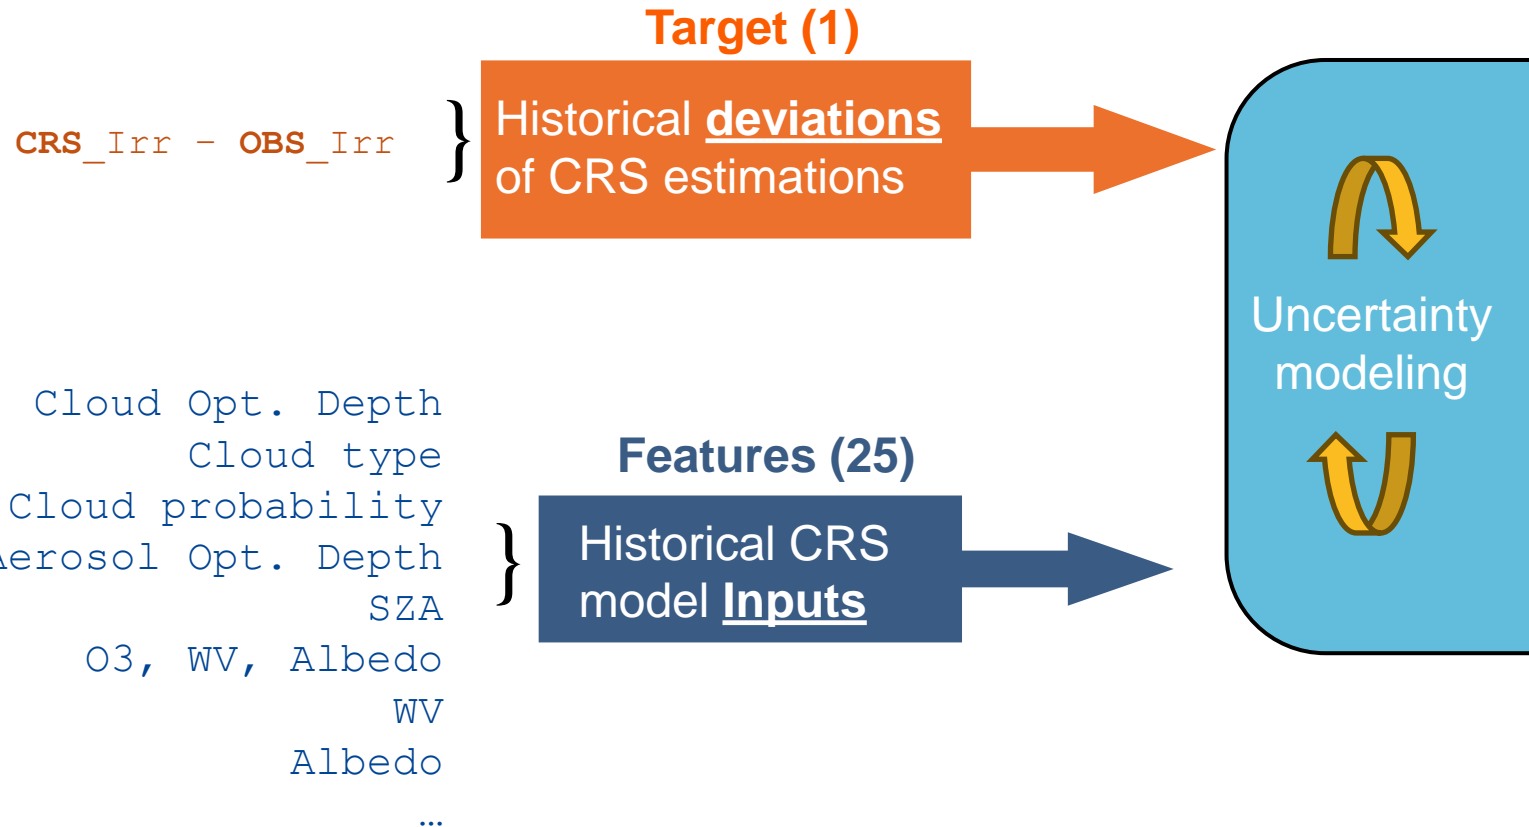 Target (1)
CRS_Irr – OBS_Irr
}
Historical deviations
of CRS estimations
Uncertainty
modeling
Cloud Opt. Depth
Cloud type
Cloud probability
Aerosol Opt. Depth
SZA
O3, WV, Albedo
WV
Albedo
…
}
Features (25)
Historical CRS
model Inputs